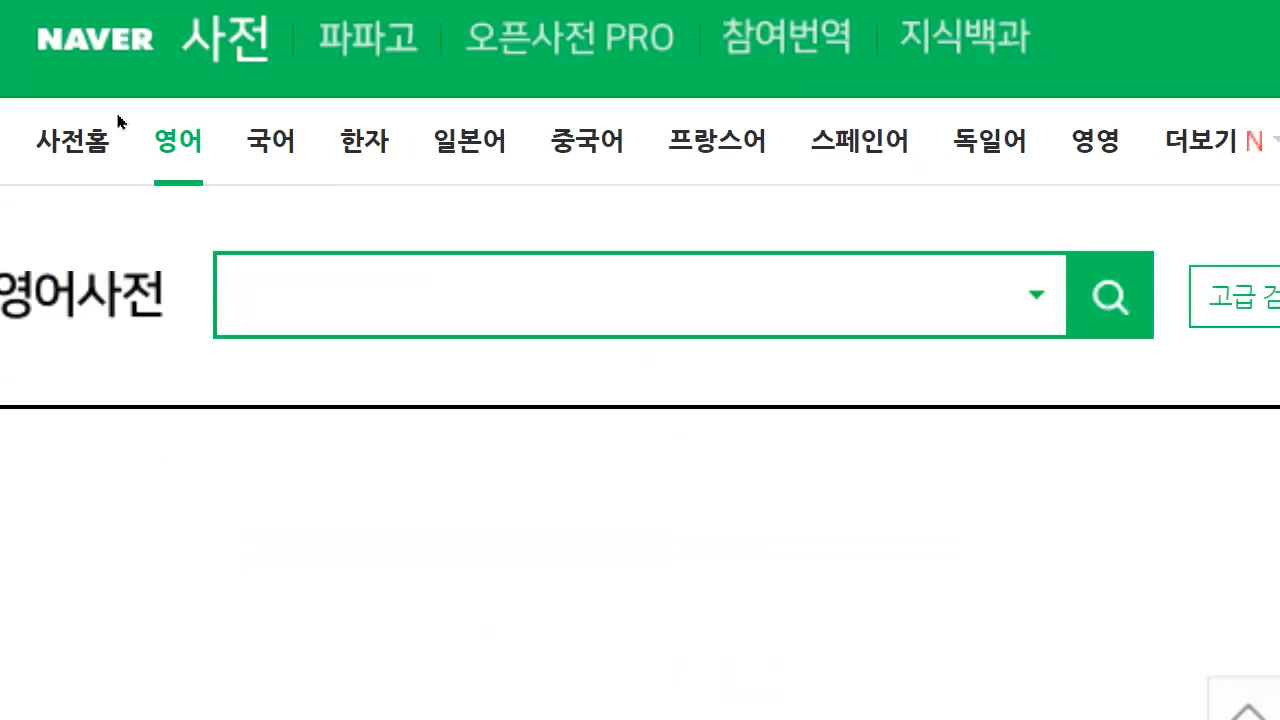 NAVER 사전 파파고 오픈사전 PRO 참여번역 지식백과
사전홈 영어 국어 한자 일본어 중국어 프랑스어 스페인어 독일어 영영 더보기 N
영어사전 고급